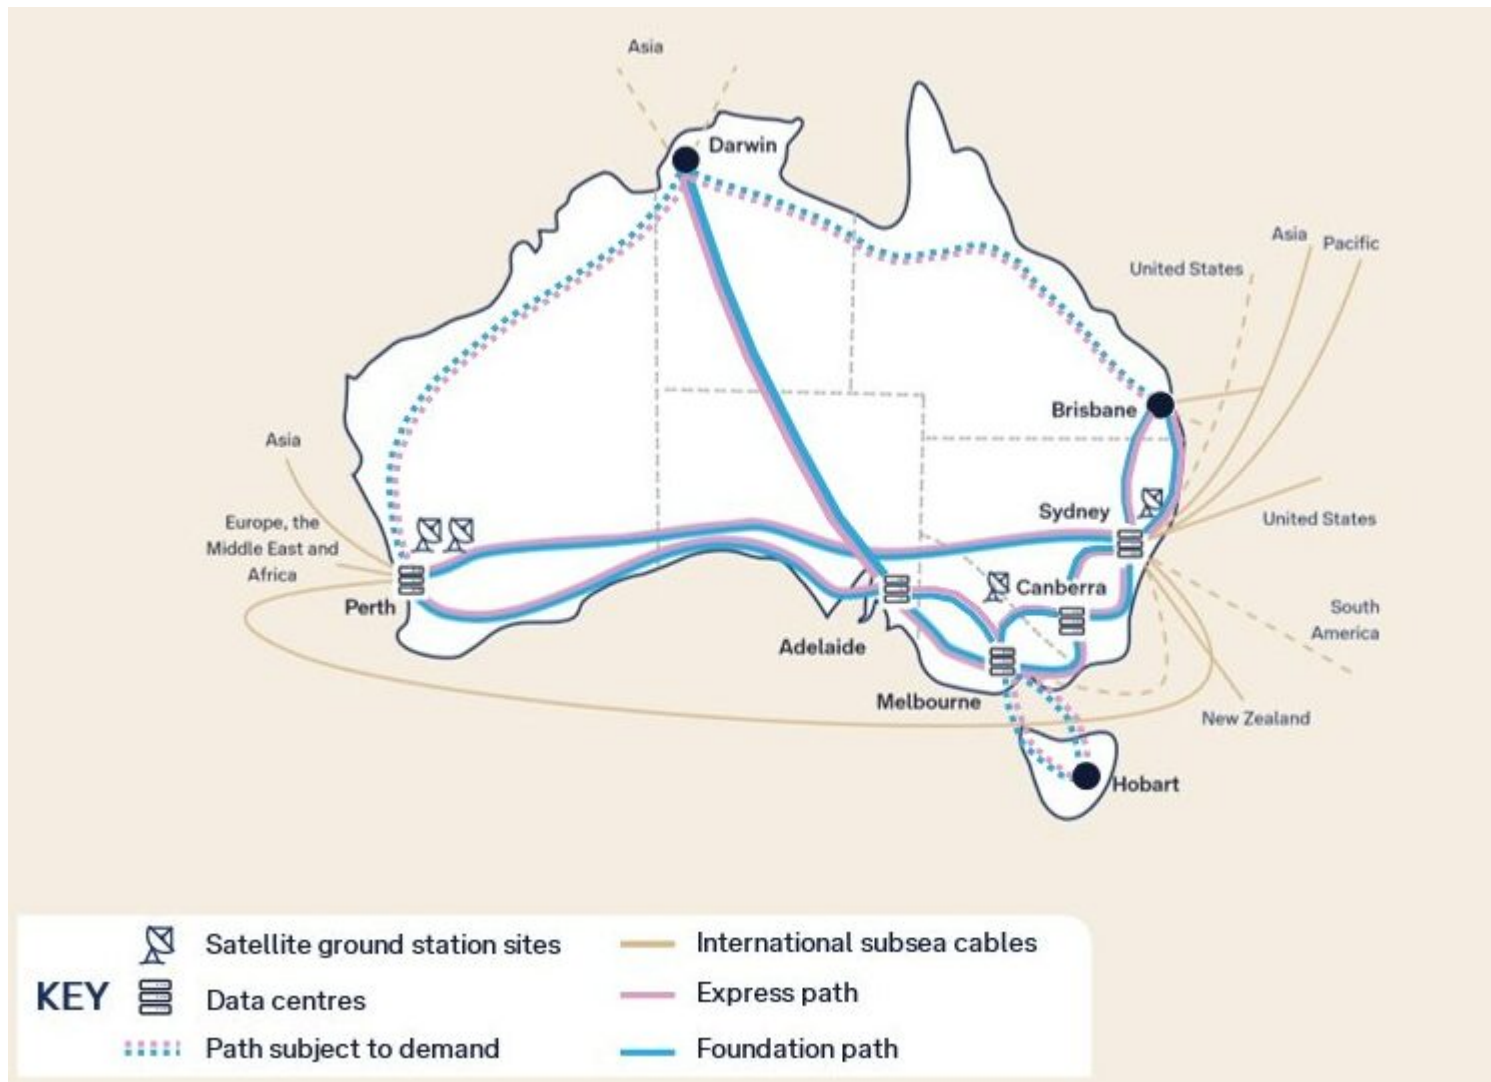 Asia
Darwin
Asia
Pacific
United States
Brisbane
Asia
Sydney
United States
Europe, the
Middle East and
Africa
Perth
Canberra
South
America
Adelaide
Melbourne
New Zealand
Hobart
KEY
Satellite ground station sites
Data centres
Path subject to demand
International subsea cables
Express path
Foundation path